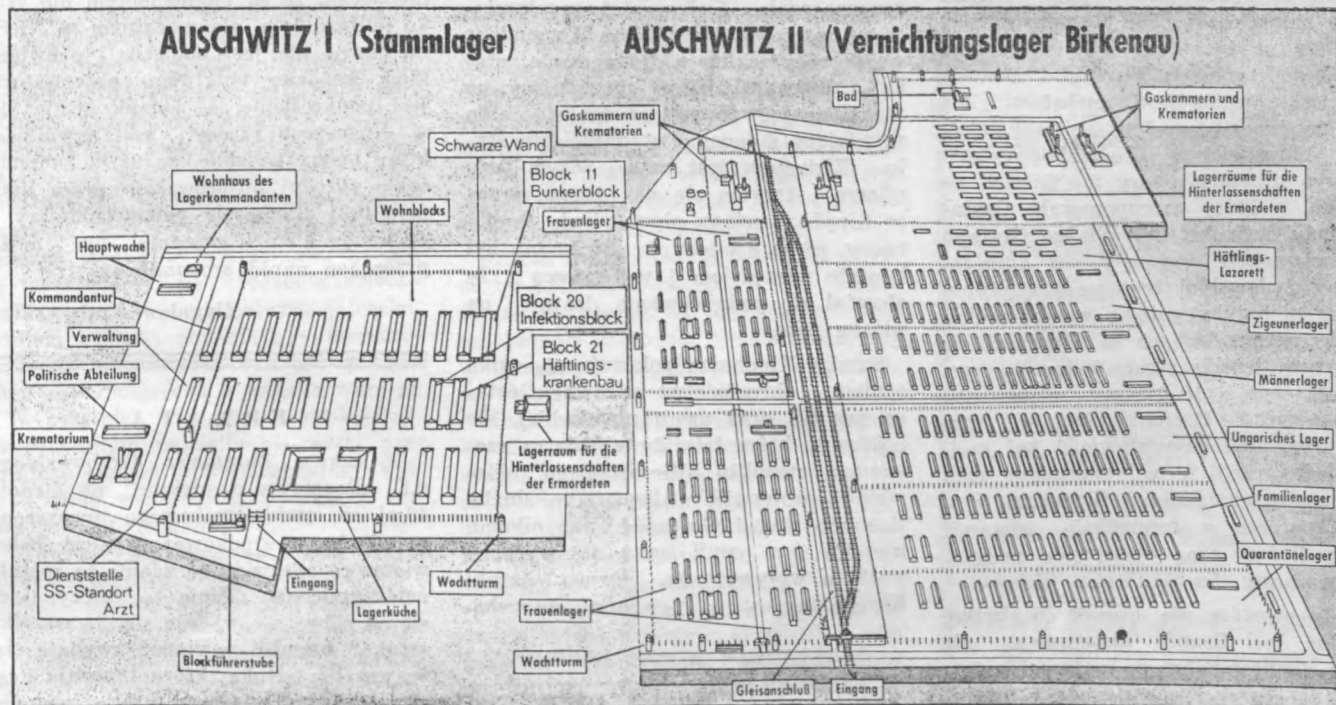 AUSCHWITZ I (Stammlager)
AUSCHWITZ II (Vernichtungslager Birkenau)
Schwarze Wand
Block 11
Bunkerblock
Wohnhaus des
Lagerkommandanten
Wohnblocks
Hauptwache
Kommandantur
Verwaltung
Politische Abteilung
Krematorium
Block 20
Infektionsblock
Block 21
Häftlings-
krankenbau
Lagerraum für die
Hinterlassenschaften
der Ermordeten
Dienststelle
SS-Standort
Arzt
Eingang
Lagerküche
Wachtturm
Blockführerstube
Bad
Gaskammern und
Krematorien
Gaskammern und
Krematorien
Frauenlager
Lagerräume für die
Hinterlassenschaften
der Ermordeten
Häftlings-
Lazarett
Zigeunerlager
Männerlager
Ungarisches Lager
Familienlager
Quarantänelager
Frauenlager
Wachtturm
Gleisanschluß
Eingang